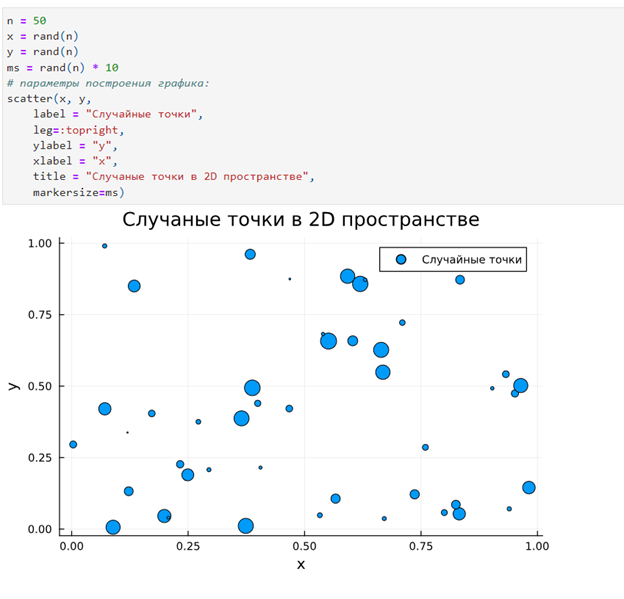 n = 50
x = rand(n)
y = rand(n)
ms = rand(n) * 10
# параметры построения графика:
scatter(x, y,
    label = "Случайные точки",
    leg=:topright,
    ylabel = "y",
    xlabel = "x",
    title = "Случаные точки в 2D пространстве",
    markersize=ms)
Случаные точки в 2D пространстве
1.00
Случайные точки
0.75
y
0.50
0.25
0.00
0.00 0.25 0.50 0.75 1.00
x